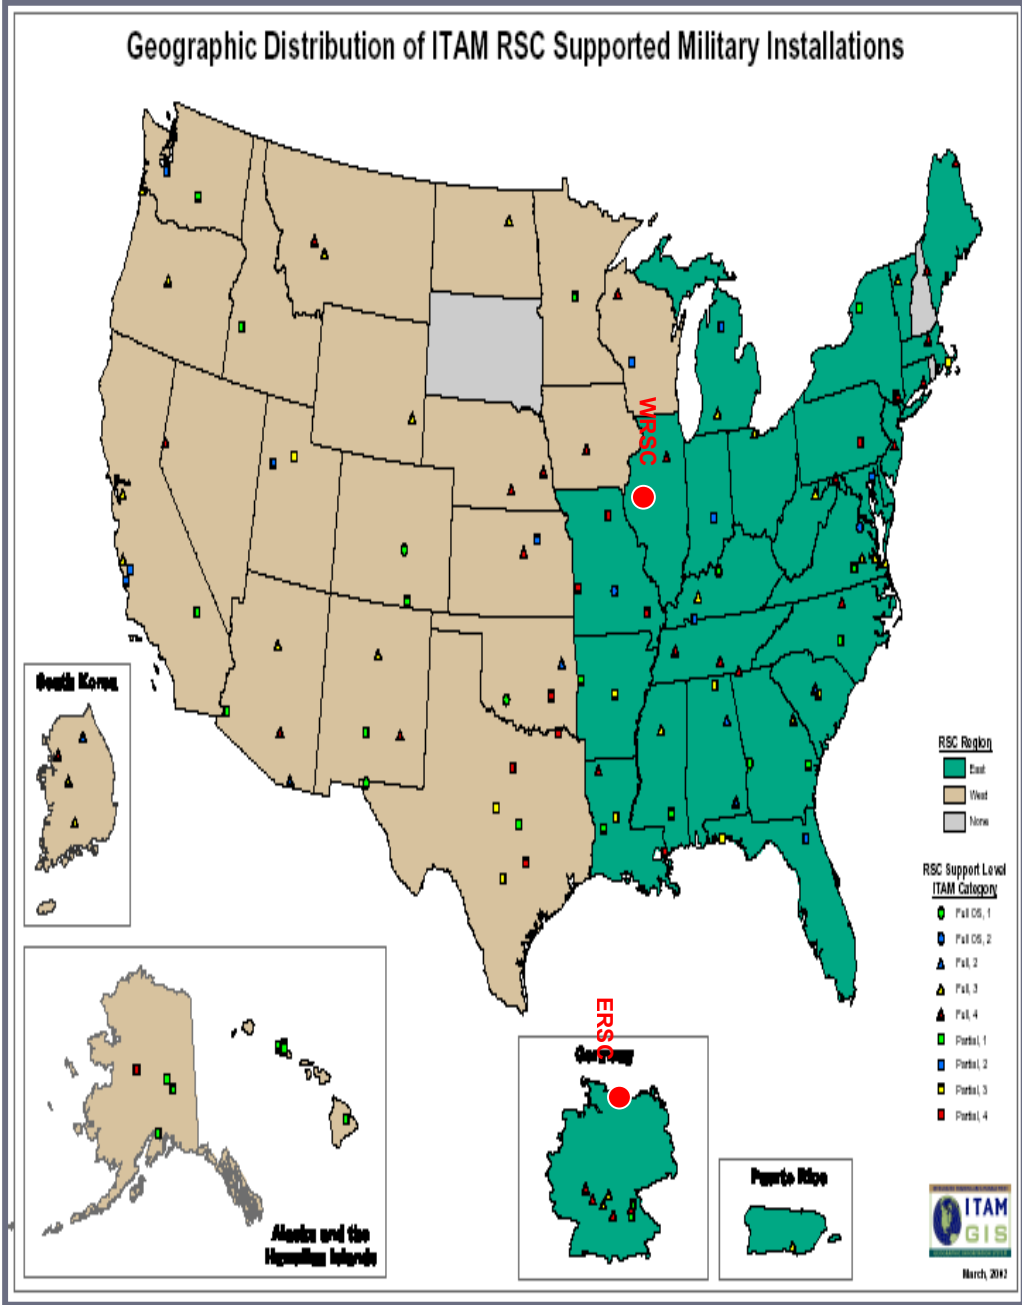 Geographic Distribution of ITAM RSC Supported Military Installations
WRSC
South Korea
RSC Region
East
West
None
RSC Support Level
ITAM Category
Full OS, 1
Full OS, 2
Full, 2
Full, 3
Full, 4
Partial, 1
Partial, 2
Partial, 3
Partial, 4
ERSC
Germany
Alaska and the
Hawaiian Islands
Puerto Rico
ITAM
GIS
March, 2002